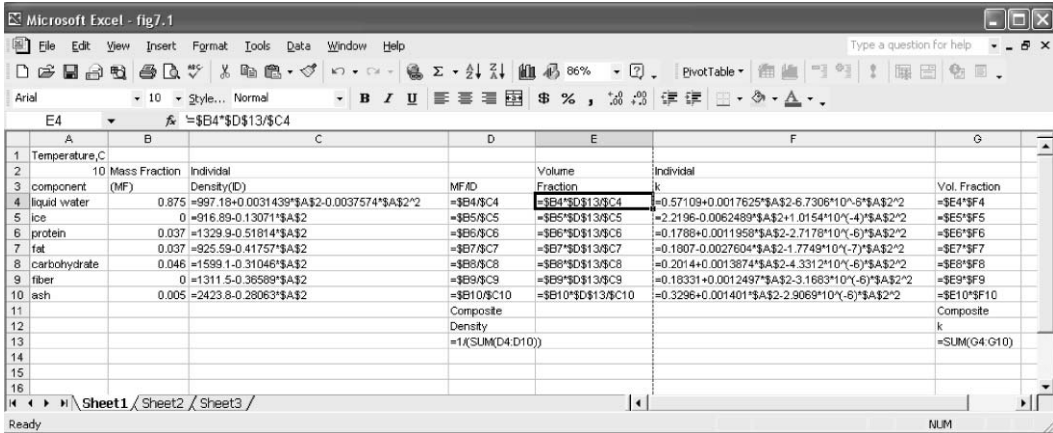 Microsoft Excel - fig7.1
File Edit View Insert Format Tools Data Window Help Type a question for help
86% PivotTable
Arial 10 Style... Normal B I U $ % ,
E4 fx '=$B4*$D$13/$C4
A B C D E F G
1 Temperature,C
2 10 Mass Fraction Individal Volume Individal
3 component (MF) Density(ID) MF/ID Fraction k Vol. Fraction
4 liquid water 0.875 =997.18+0.0031439*$A$2-0.0037574*$A$2^2 =$B4/$C4 =$B4*$D$13/$C4 =0.57109+0.0017625*$A$2-6.7306*10^-6*$A$2^2 =$E4*$F4
5 ice 0 =916.89-0.13071*$A$2 =$B5/$C5 =$B5*$D$13/$C5 =2.2196-0.0062489*$A$2+1.0154*10^(-4)*$A$2^2 =$E5*$F5
6 protein 0.037 =1329.9-0.51814*$A$2 =$B6/$C6 =$B6*$D$13/$C6 =0.1788+0.0011958*$A$2-2.7178*10^(-6)*$A$2^2 =$E6*$F6
7 fat 0.037 =925.59-0.41757*$A$2 =$B7/$C7 =$B7*$D$13/$C7 =0.1807-0.0027604*$A$2-1.7749*10^(-7)*$A$2^2 =$E7*$F7
8 carbohydrate 0.046 =1599.1-0.31046*$A$2 =$B8/$C8 =$B8*$D$13/$C8 =0.2014+0.0013874*$A$2-4.3312*10^(-6)*$A$2^2 =$E8*$F8
9 fiber 0 =1311.5-0.36589*$A$2 =$B9/$C9 =$B9*$D$13/$C9 =0.18331+0.0012497*$A$2-3.1683*10^(-6)*$A$2^2 =$E9*$F9
10 ash 0.005 =2423.8-0.28063*$A$2 =$B10/$C10 =$B10*$D$13/$C10 =0.3296+0.001401*$A$2-2.9069*10^(-6)*$A$2^2 =$E10*$F10
11 Composite Composite
12 Density k
13 =1/(SUM(D4:D10)) =SUM(G4:G10)
14
15
16
Sheet1 Sheet2 Sheet3
Ready NUM